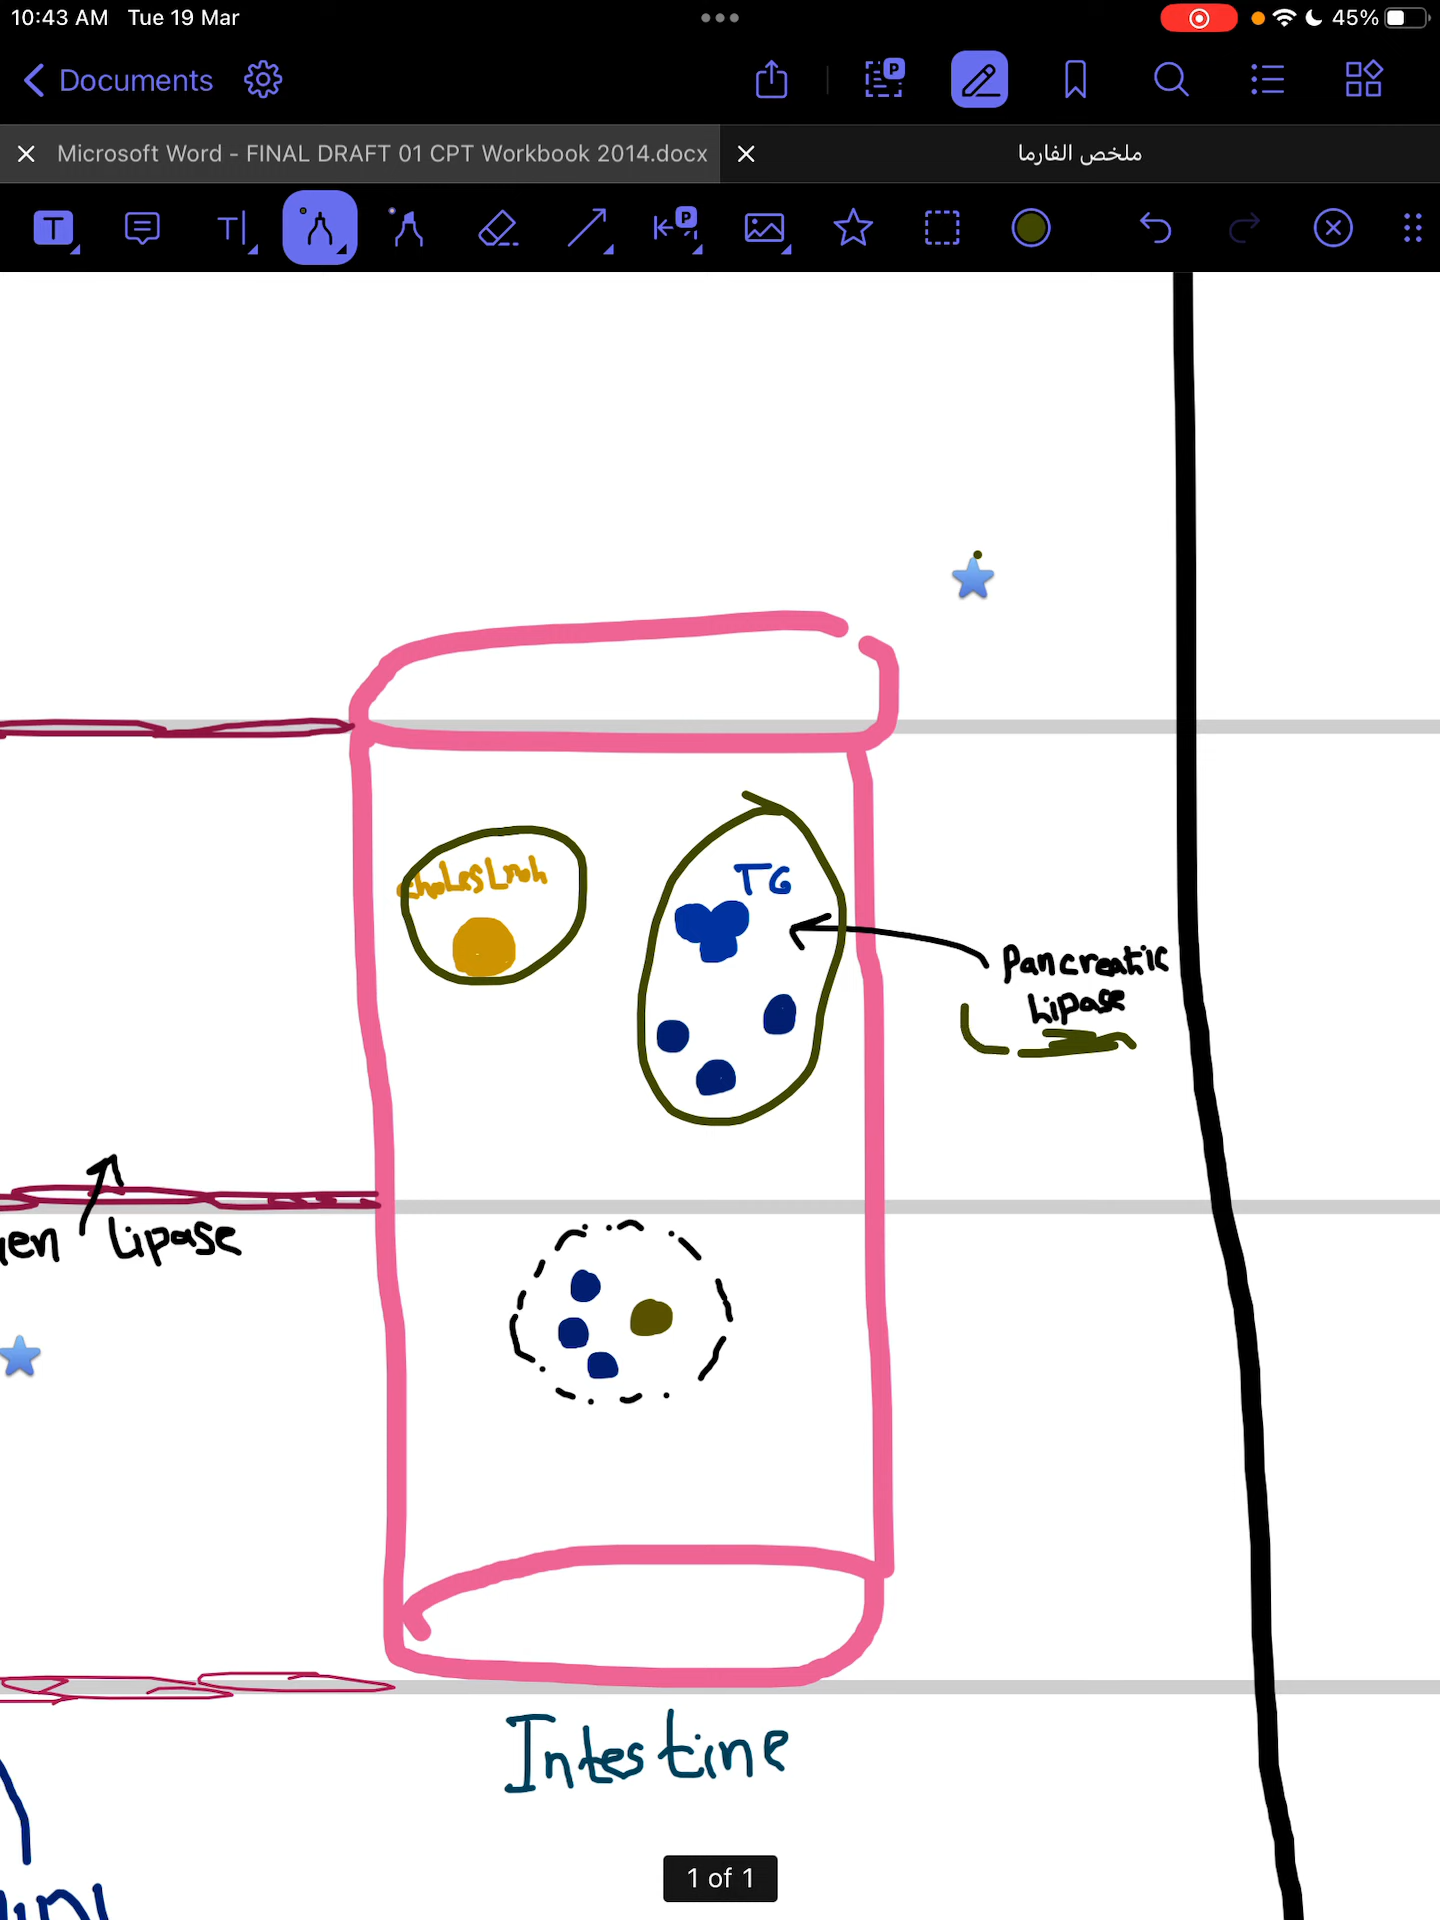 10:43 AM Tue 19 Mar
45%
Documents
Microsoft Word - FINAL DRAFT 01 CPT Workbook 2014.docx
ملخص الفارما
TG
Pancreatic
Lipase
Lipase
Intestine
1 of 1